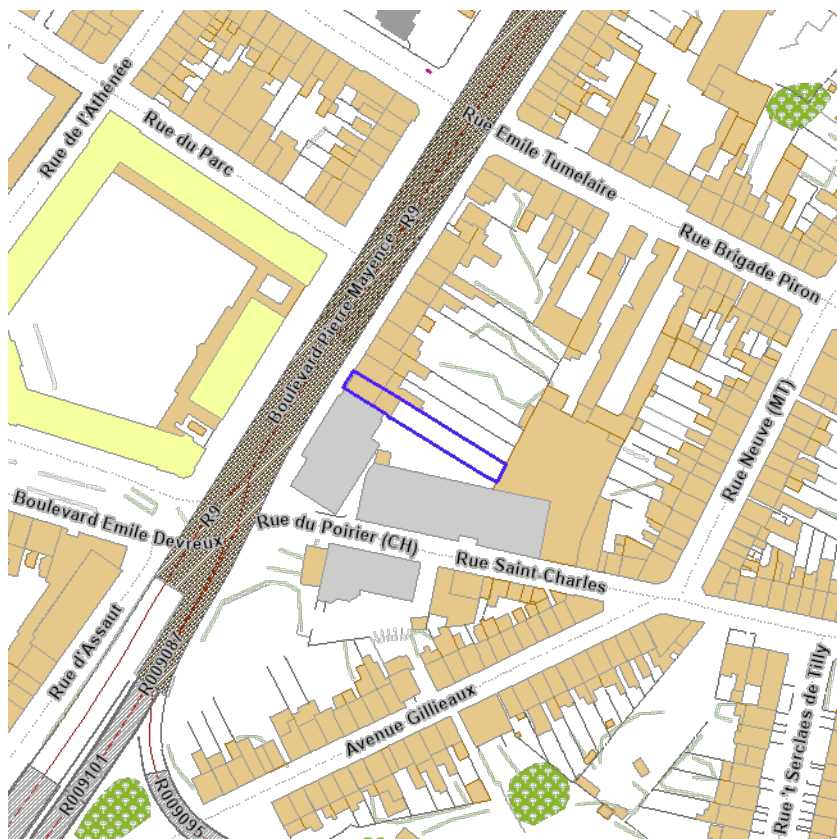 Rue de l'Athénée
Rue du Parc
Rue Emile Tumelaire
Rue Brigade Piron
Boulevard Pierre Mayence -R9
Rue Neuve (MT)
Boulevard Emile Devreux
-R9
Rue du Poirier (CH)
Rue Saint-Charles
Rue d'Assaut
R009087
Avenue Gillieaux
Rue 't Serclaes de Tilly
R009101
R009095